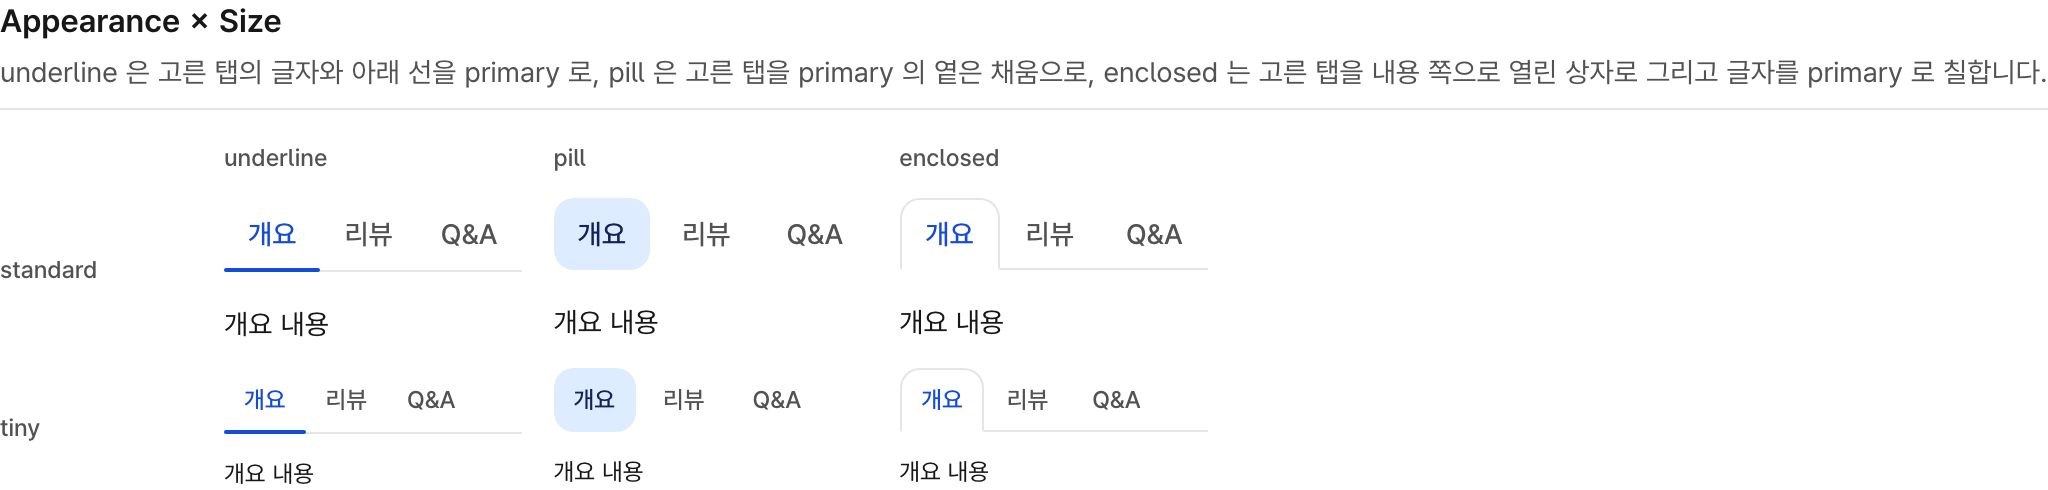 Appearance × Size
underline 은 고른 탭의 글자와 아래 선을 primary 로, pill 은 고른 탭을 primary 의 옅은 채움으로, enclosed 는 고른 탭을 내용 쪽으로 열린 상자로 그리고 글자를 primary 로 칠합니다.
underline pill enclosed
개요 리뷰 Q&A 개요 리뷰 Q&A 개요 리뷰 Q&A
standard
개요 내용 개요 내용 개요 내용
개요 리뷰 Q&A 개요 리뷰 Q&A 개요 리뷰 Q&A
tiny
개요 내용 개요 내용 개요 내용